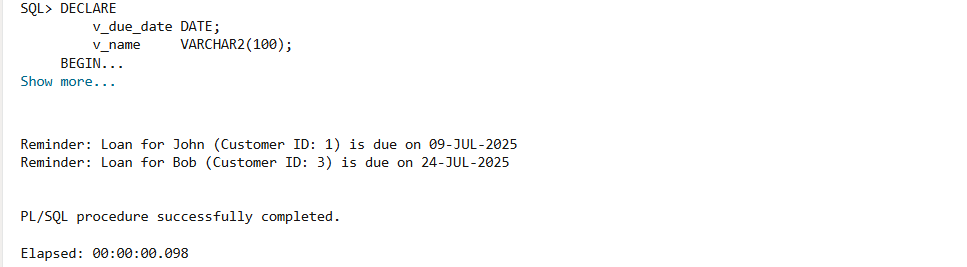 SQL> DECLARE
         v_due_date DATE;
         v_name     VARCHAR2(100);
     BEGIN...
Show more...
Reminder: Loan for John (Customer ID: 1) is due on 09-JUL-2025
Reminder: Loan for Bob (Customer ID: 3) is due on 24-JUL-2025
PL/SQL procedure successfully completed.
Elapsed: 00:00:00.098